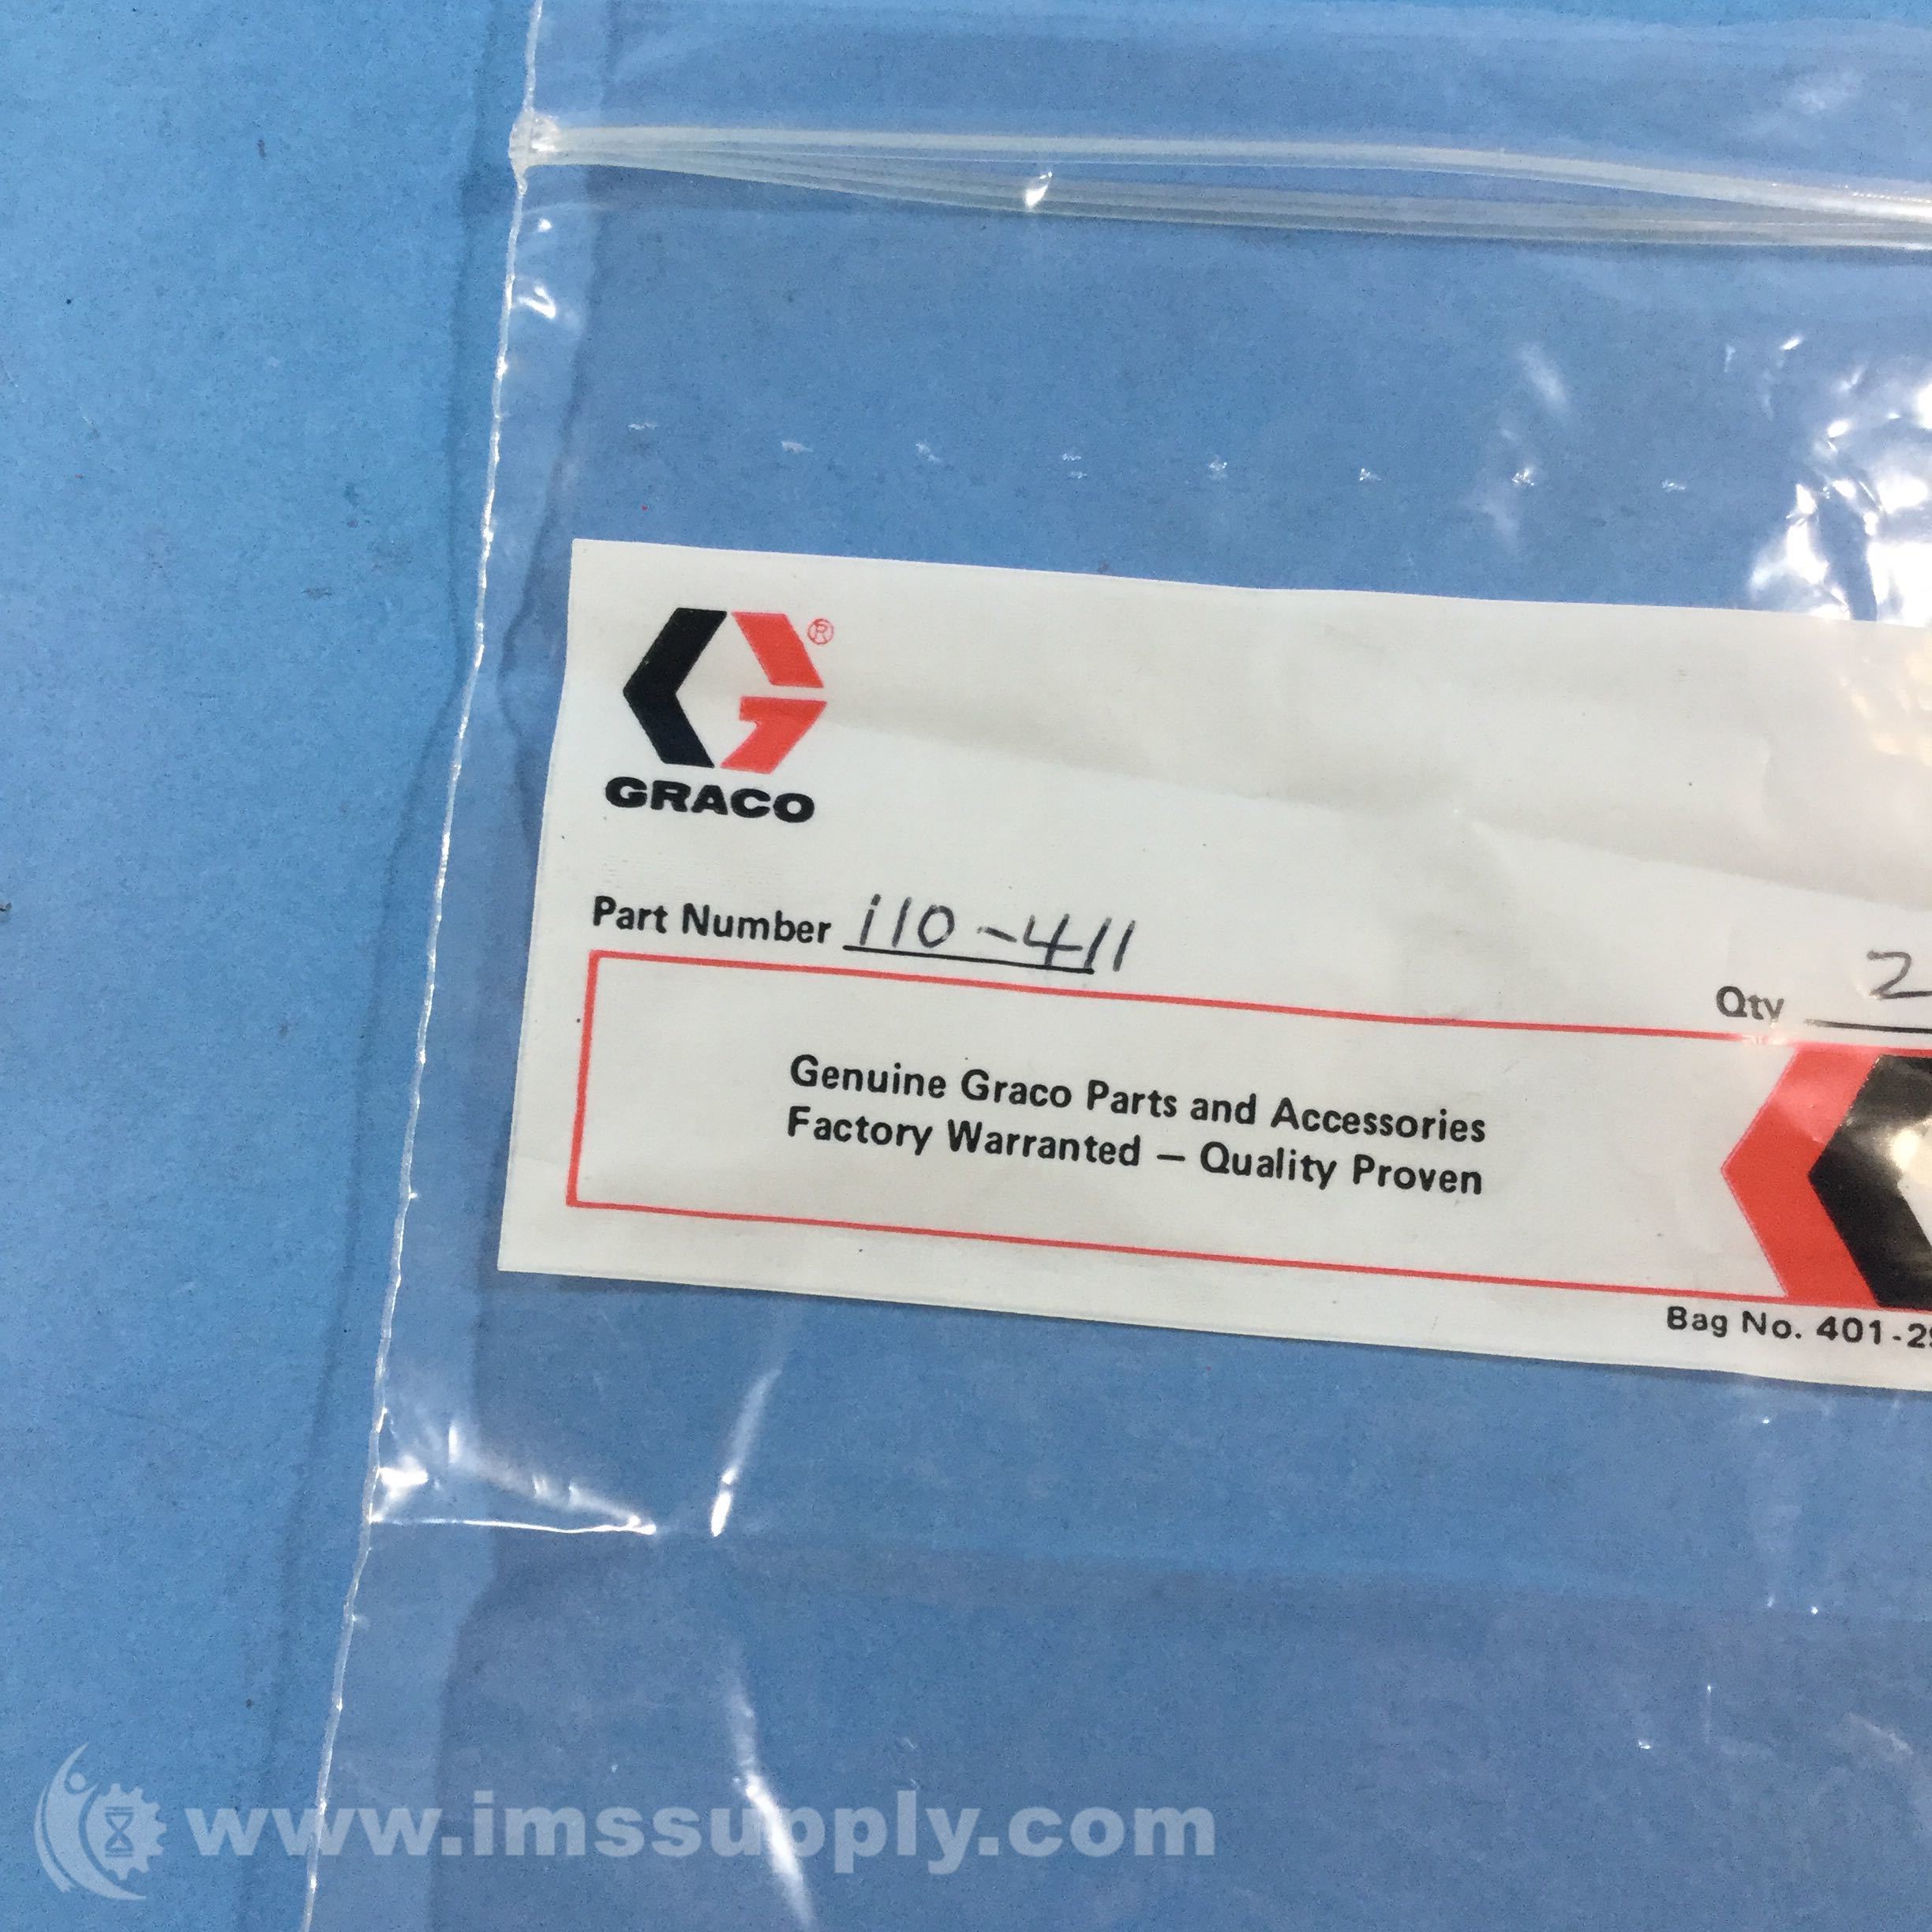 ®
GRACO
Part Number 110-411
Qty 2
Genuine Graco Parts and Accessories
Factory Warranted — Quality Proven
Bag No. 401-2
www.imssupply.com